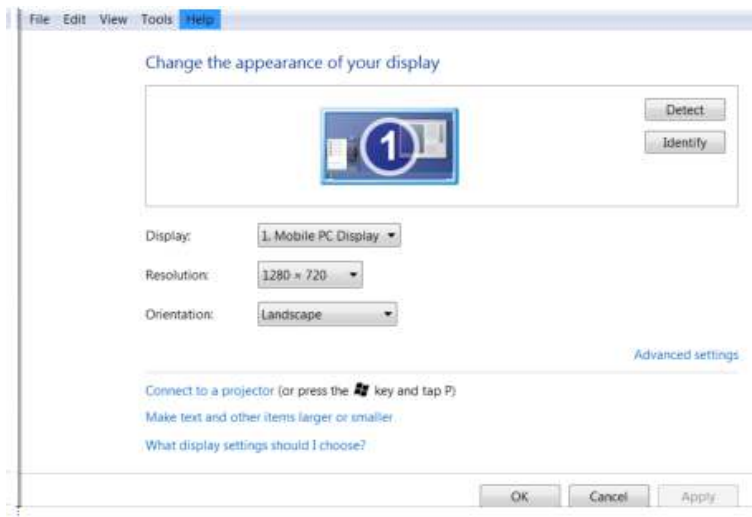 File Edit View Tools Help
Change the appearance of your display
1
Detect
Identify
Display: 1. Mobile PC Display
Resolution: 1280 × 720
Orientation: Landscape
Advanced settings
Connect to a projector (or press the key and tap P)
Make text and other items larger or smaller
What display settings should I choose?
OK Cancel Apply